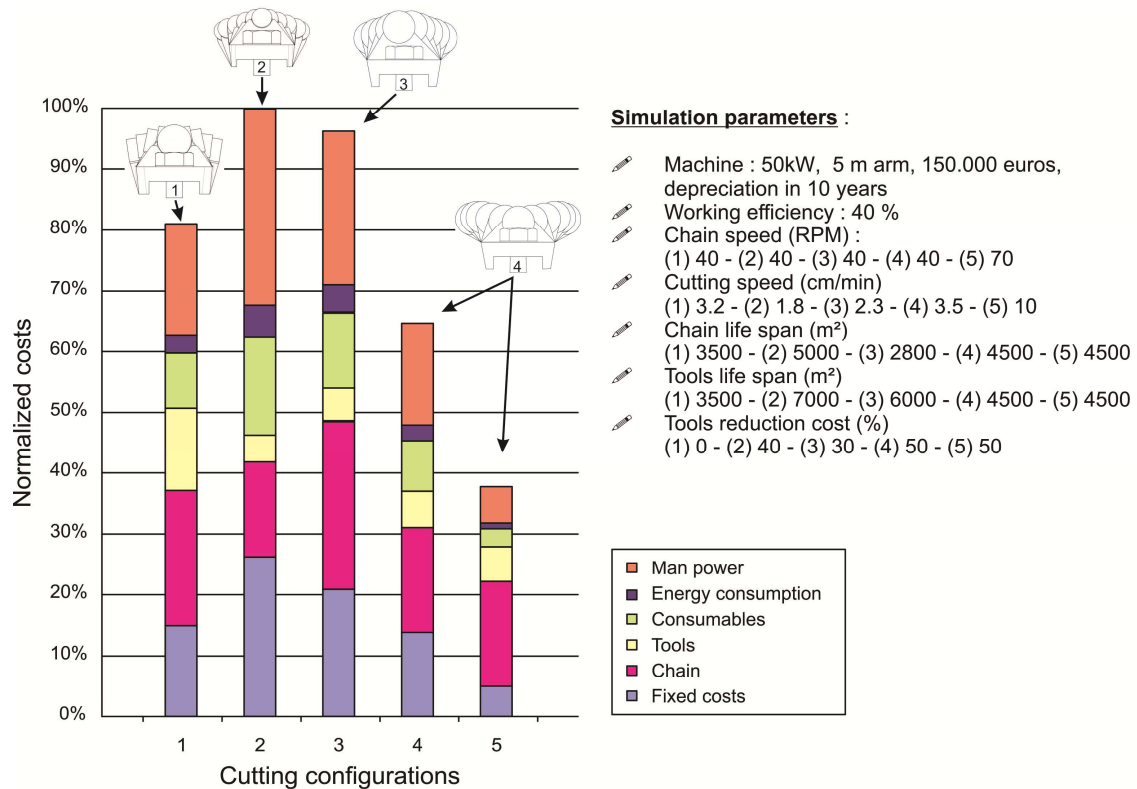 2
3
100%
1
90%
80%
4
70%
60%
50%
40%
30%
20%
10%
0%
Normalized costs
1 2 3 4 5
Cutting configurations
Simulation parameters :
Machine : 50kW, 5 m arm, 150.000 euros,
depreciation in 10 years
Working efficiency : 40 %
Chain speed (RPM) :
(1) 40 - (2) 40 - (3) 40 - (4) 40 - (5) 70
Cutting speed (cm/min)
(1) 3.2 - (2) 1.8 - (3) 2.3 - (4) 3.5 - (5) 10
Chain life span (m²)
(1) 3500 - (2) 5000 - (3) 2800 - (4) 4500 - (5) 4500
Tools life span (m²)
(1) 3500 - (2) 7000 - (3) 6000 - (4) 4500 - (5) 4500
Tools reduction cost (%)
(1) 0 - (2) 40 - (3) 30 - (4) 50 - (5) 50
Man power
Energy consumption
Consumables
Tools
Chain
Fixed costs